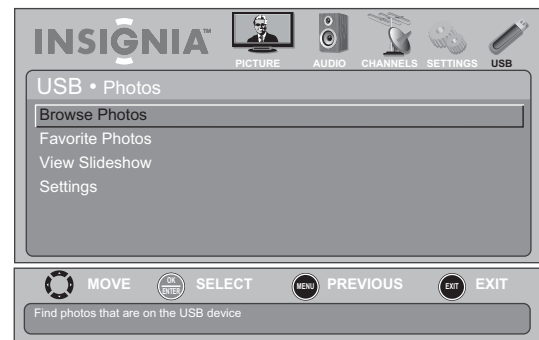 INSIGNIA™
PICTURE AUDIO CHANNELS SETTINGS USB
USB • Photos
Browse Photos
Favorite Photos
View Slideshow
Settings
MOVE OK ENTER SELECT MENU PREVIOUS EXIT EXIT
Find photos that are on the USB device